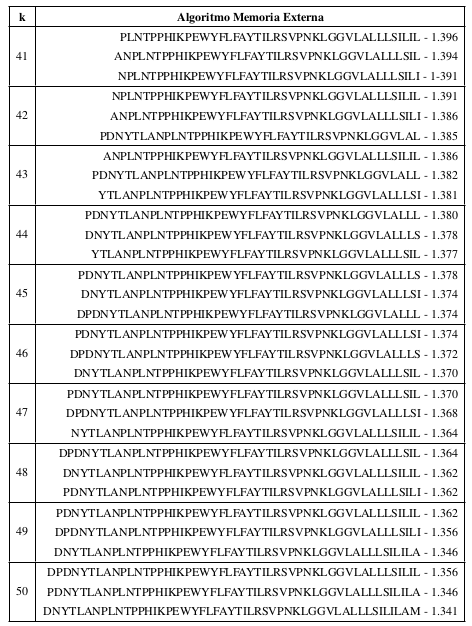 k Algoritmo Memoria Externa
41
PLNTPPHIKPEWYFLFAYTILRSVPNKLGGVLALLLSILIL - 1.396
ANPLNTPPHIKPEWYFLFAYTILRSVPNKLGGVLALLLSIL - 1.394
NPLNTPPHIKPEWYFLFAYTILRSVPNKLGGVLALLLSILI - 1-391
42
NPLNTPPHIKPEWYFLFAYTILRSVPNKLGGVLALLLSILIL - 1.391
ANPLNTPPHIKPEWYFLFAYTILRSVPNKLGGVLALLLSILI - 1.386
PDNYTLANPLNTPPHIKPEWYFLFAYTILRSVPNKLGGVLAL - 1.385
43
ANPLNTPPHIKPEWYFLFAYTILRSVPNKLGGVLALLLSILIL - 1.386
PDNYTLANPLNTPPHIKPEWYFLFAYTILRSVPNKLGGVLALL - 1.382
YTLANPLNTPPHIKPEWYFLFAYTILRSVPNKLGGVLALLLSI - 1.381
44
PDNYTLANPLNTPPHIKPEWYFLFAYTILRSVPNKLGGVLALLL - 1.380
DNYTLANPLNTPPHIKPEWYFLFAYTILRSVPNKLGGVLALLLS - 1.378
YTLANPLNTPPHIKPEWYFLFAYTILRSVPNKLGGVLALLLSIL - 1.377
45
PDNYTLANPLNTPPHIKPEWYFLFAYTILRSVPNKLGGVLALLLS - 1.378
DNYTLANPLNTPPHIKPEWYFLFAYTILRSVPNKLGGVLALLLSI - 1.374
DPDNYTLANPLNTPPHIKPEWYFLFAYTILRSVPNKLGGVLALLL - 1.374
46
PDNYTLANPLNTPPHIKPEWYFLFAYTILRSVPNKLGGVLALLLSI - 1.374
DPDNYTLANPLNTPPHIKPEWYFLFAYTILRSVPNKLGGVLALLLS - 1.372
DNYTLANPLNTPPHIKPEWYFLFAYTILRSVPNKLGGVLALLLSIL - 1.370
47
PDNYTLANPLNTPPHIKPEWYFLFAYTILRSVPNKLGGVLALLLSIL - 1.370
DPDNYTLANPLNTPPHIKPEWYFLFAYTILRSVPNKLGGVLALLLSI - 1.368
NYTLANPLNTPPHIKPEWYFLFAYTILRSVPNKLGGVLALLLSILIL - 1.364
48
DPDNYTLANPLNTPPHIKPEWYFLFAYTILRSVPNKLGGVLALLLSIL - 1.364
DNYTLANPLNTPPHIKPEWYFLFAYTILRSVPNKLGGVLALLLSILIL - 1.362
PDNYTLANPLNTPPHIKPEWYFLFAYTILRSVPNKLGGVLALLLSILI - 1.362
49
PDNYTLANPLNTPPHIKPEWYFLFAYTILRSVPNKLGGVLALLLSILIL - 1.362
DPDNYTLANPLNTPPHIKPEWYFLFAYTILRSVPNKLGGVLALLLSILI - 1.356
DNYTLANPLNTPPHIKPEWYFLFAYTILRSVPNKLGGVLALLLSILILA - 1.346
50
DPDNYTLANPLNTPPHIKPEWYFLFAYTILRSVPNKLGGVLALLLSILIL - 1.356
PDNYTLANPLNTPPHIKPEWYFLFAYTILRSVPNKLGGVLALLLSILILA - 1.346
DNYTLANPLNTPPHIKPEWYFLFAYTILRSVPNKLGGVLALLLSILILAM - 1.341